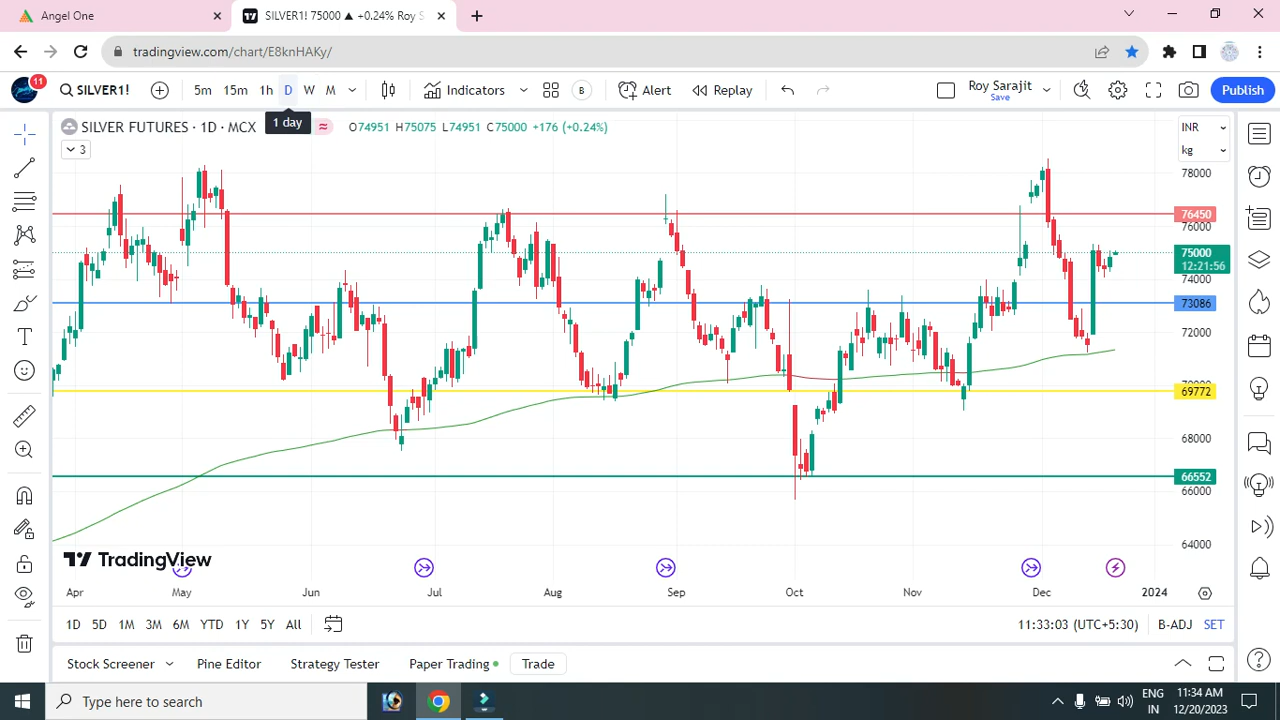 Angel One
SILVER1! 75000 ▲ +0.24% Roy S
tradingview.com/chart/E8knHAKy/
11
SILVER1! 5m 15m 1h D W M Indicators B Alert Replay Roy Sarajit Save Publish
1 day
SILVER FUTURES · 1D · MCX O74951 H75075 L74951 C75000 +176 (+0.24%)
3
INR
kg
78000
76450
76000
75000
12:21:56
74000
73086
72000
69772
68000
66552
66000
64000
TradingView
Apr May Jun Jul Aug Sep Oct Nov Dec 2024
1D 5D 1M 3M 6M YTD 1Y 5Y All 11:33:03 (UTC+5:30) B-ADJ SET
Stock Screener Pine Editor Strategy Tester Paper Trading Trade
Type here to search
ENG
IN
11:34 AM
12/20/2023